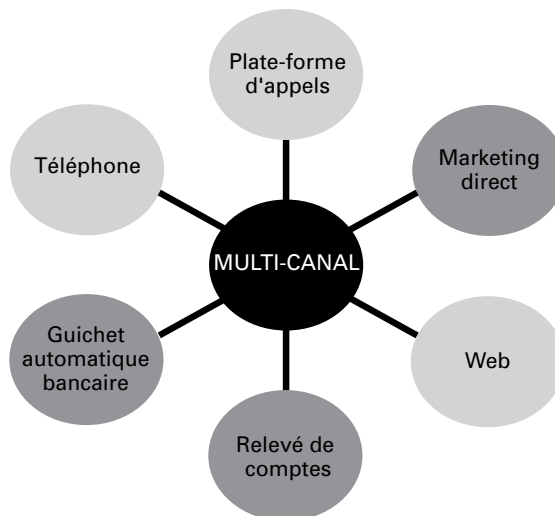 Plate-forme
d'appels
Téléphone
Marketing
direct
MULTI-CANAL
Guichet
automatique
bancaire
Web
Relevé de
comptes